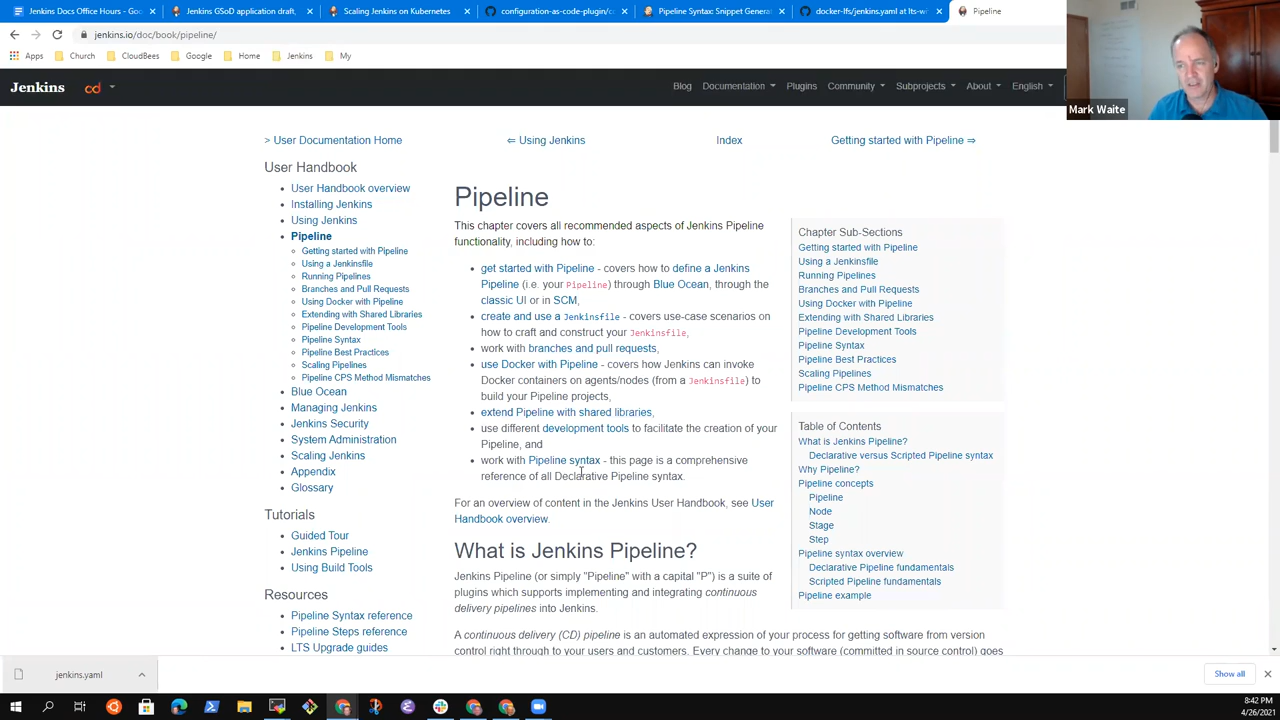 Jenkins Docs Office Hours - Goo
Jenkins GSoD application draft,
Scaling Jenkins on Kubernetes
configuration-as-code-plugin/c
Pipeline Syntax: Snippet Genera
docker-lfs/jenkins.yaml at lts-wi
Pipeline
jenkins.io/doc/book/pipeline/
Apps
Church
CloudBees
Google
Home
Jenkins
My
Mark Waite
Jenkins
cd
Blog
Documentation
Plugins
Community
Subprojects
About
English
> User Documentation Home
⇐ Using Jenkins
Index
Getting started with Pipeline ⇒
User Handbook
User Handbook overview
Installing Jenkins
Using Jenkins
Pipeline
Getting started with Pipeline
Using a Jenkinsfile
Running Pipelines
Branches and Pull Requests
Using Docker with Pipeline
Extending with Shared Libraries
Pipeline Development Tools
Pipeline Syntax
Pipeline Best Practices
Scaling Pipelines
Pipeline CPS Method Mismatches
Blue Ocean
Managing Jenkins
Jenkins Security
System Administration
Scaling Jenkins
Appendix
Glossary
Tutorials
Guided Tour
Jenkins Pipeline
Using Build Tools
Resources
Pipeline Syntax reference
Pipeline Steps reference
LTS Upgrade guides
Pipeline
This chapter covers all recommended aspects of Jenkins Pipeline
functionality, including how to:
get started with Pipeline - covers how to define a Jenkins
Pipeline (i.e. your Pipeline) through Blue Ocean, through the
classic UI or in SCM,
create and use a Jenkinsfile - covers use-case scenarios on
how to craft and construct your Jenkinsfile,
work with branches and pull requests,
use Docker with Pipeline - covers how Jenkins can invoke
Docker containers on agents/nodes (from a Jenkinsfile) to
build your Pipeline projects,
extend Pipeline with shared libraries,
use different development tools to facilitate the creation of your
Pipeline, and
work with Pipeline syntax - this page is a comprehensive
reference of all Declarative Pipeline syntax.
For an overview of content in the Jenkins User Handbook, see User
Handbook overview.
What is Jenkins Pipeline?
Jenkins Pipeline (or simply "Pipeline" with a capital "P") is a suite of
plugins which supports implementing and integrating continuous
delivery pipelines into Jenkins.
A continuous delivery (CD) pipeline is an automated expression of your process for getting software from version
control right through to your users and customers. Every change to your software (committed in source control) goes
Chapter Sub-Sections
Getting started with Pipeline
Using a Jenkinsfile
Running Pipelines
Branches and Pull Requests
Using Docker with Pipeline
Extending with Shared Libraries
Pipeline Development Tools
Pipeline Syntax
Pipeline Best Practices
Scaling Pipelines
Pipeline CPS Method Mismatches
Table of Contents
What is Jenkins Pipeline?
Declarative versus Scripted Pipeline syntax
Why Pipeline?
Pipeline concepts
Pipeline
Node
Stage
Step
Pipeline syntax overview
Declarative Pipeline fundamentals
Scripted Pipeline fundamentals
Pipeline example
jenkins.yaml
Show all
8:42 PM
4/26/2021